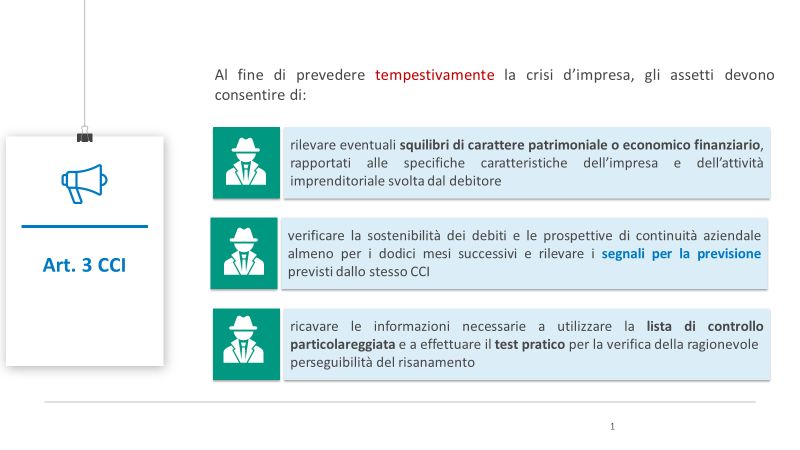 Al fine di prevedere tempestivamente la crisi d'impresa, gli assetti devono
consentire di:
Art. 3 CCI
rilevare eventuali squilibri di carattere patrimoniale o economico finanziario,
rapportati alle specifiche caratteristiche dell'impresa e dell'attività
imprenditoriale svolta dal debitore
verificare la sostenibilità dei debiti e le prospettive di continuità aziendale
almeno per i dodici mesi successivi e rilevare i segnali per la previsione
previsti dallo stesso CCI
ricavare le informazioni necessarie a utilizzare la lista di controllo
particolareggiata e a effettuare il test pratico per la verifica della ragionevole
perseguibilità del risanamento
1